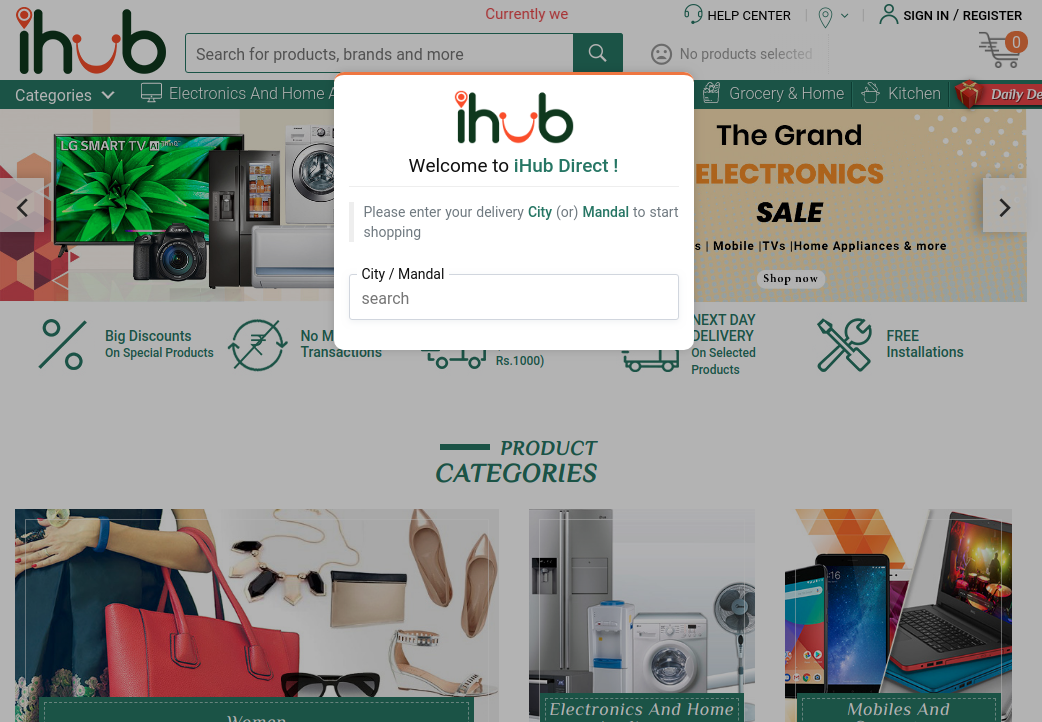 ihub
Currently we
HELP CENTER
SIGN IN / REGISTER
Search for products, brands and more
No products selected
0
Categories
Electronics And Home A
Grocery & Home
Kitchen
Daily De
ihub
Welcome to iHub Direct !
Please enter your delivery City (or) Mandal to start
shopping
City / Mandal
search
LG SMART TV AI
The Grand
ELECTRONICS
SALE
s | Mobile |TVs |Home Appliances & more
Shop now
Big Discounts
On Special Products
No M
Transactions
Rs.1000)
NEXT DAY
DELIVERY
On Selected
Products
FREE
Installations
PRODUCT
CATEGORIES
Women
Electronics And Home
Mobiles And